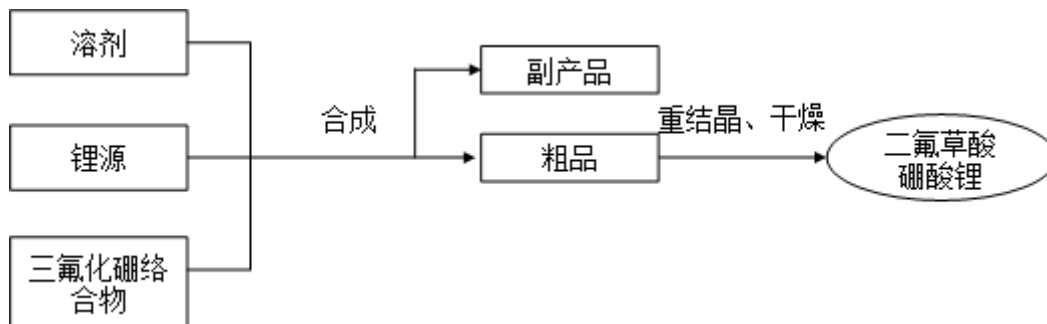 溶剂
副产品
合成
重结晶、干燥
锂源
粗品
二氟草酸
硼酸锂
三氟化硼络
合物